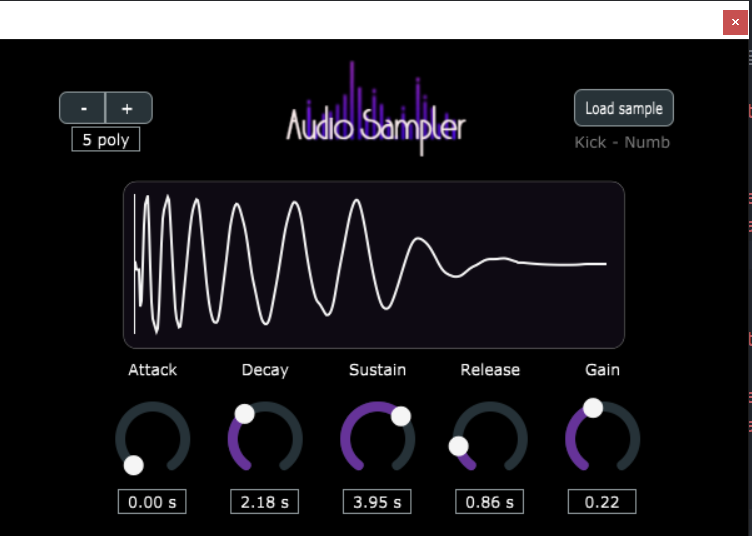 - +
5 poly
Audio Sampler
Load sample
Kick - Numb
Attack Decay Sustain Release Gain
0.00 s 2.18 s 3.95 s 0.86 s 0.22